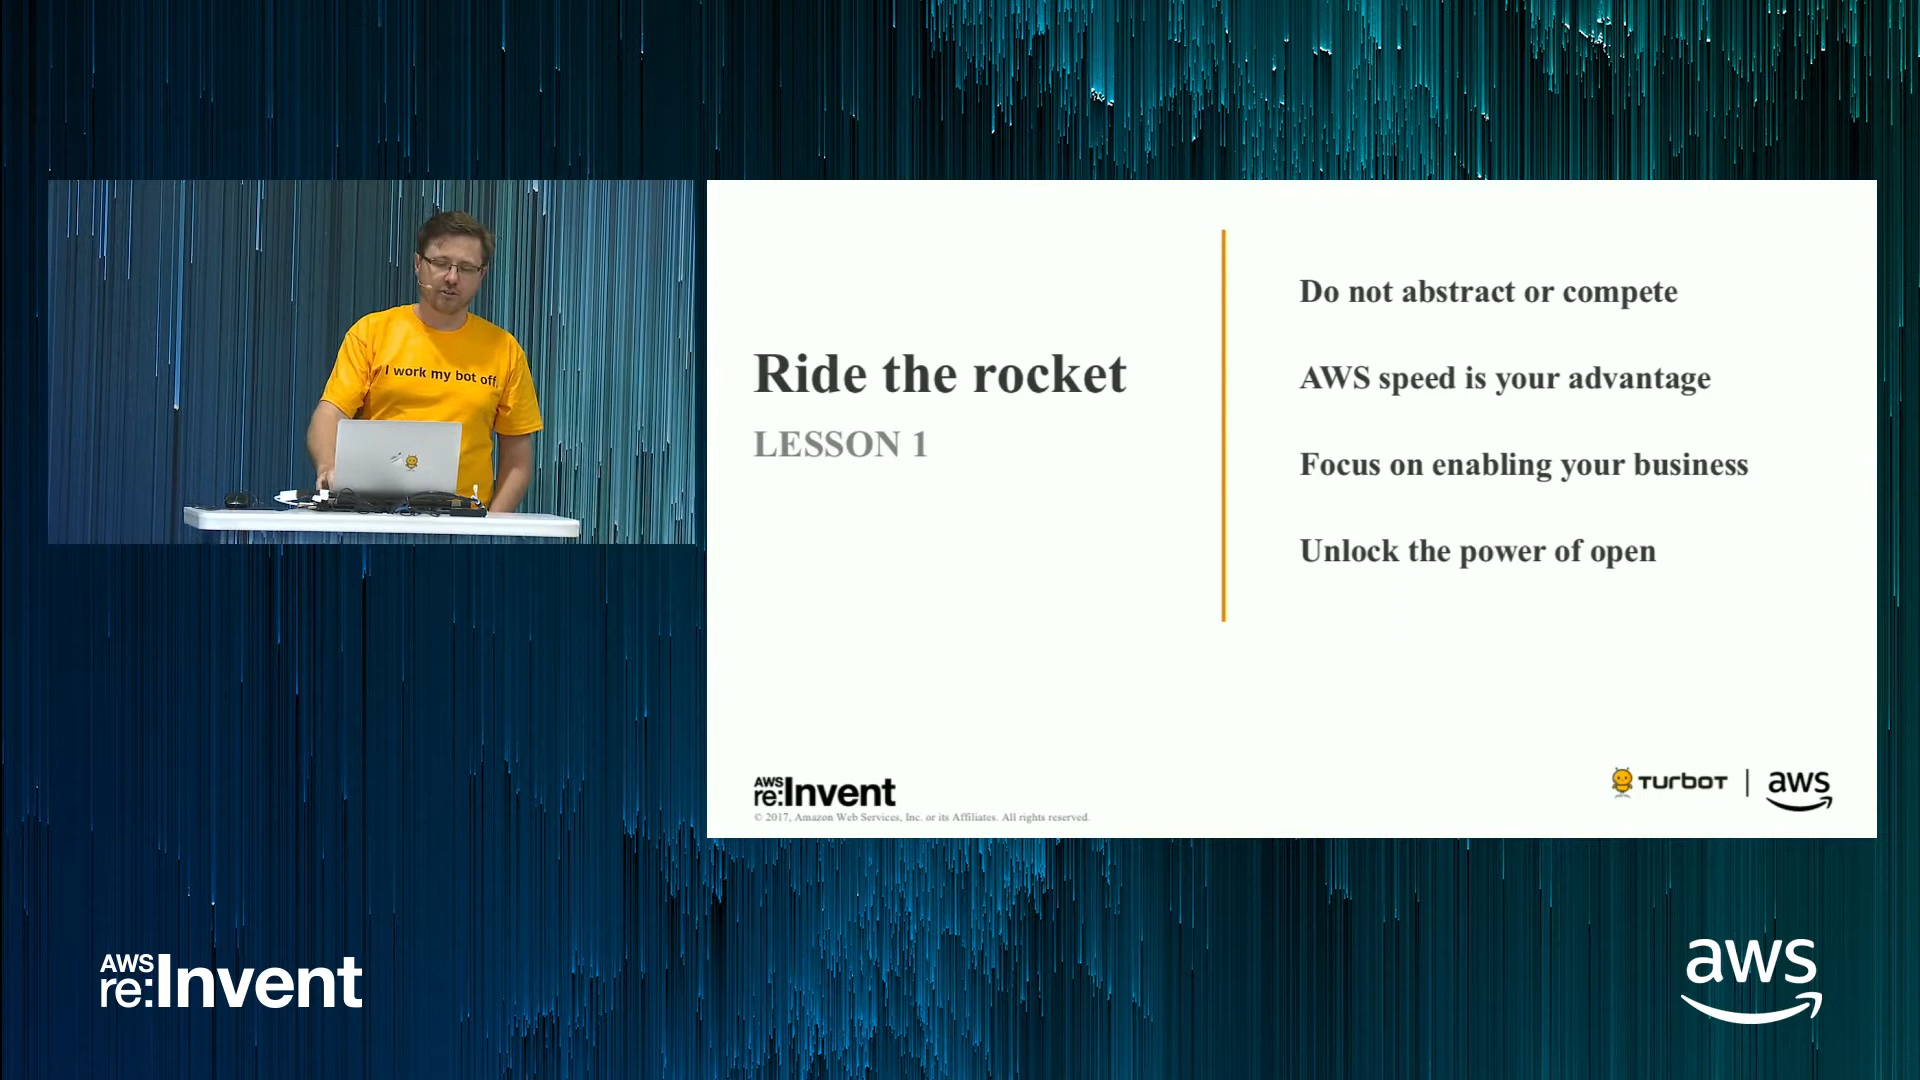 I work my bot off.
Ride the rocket
LESSON 1
Do not abstract or compete
AWS speed is your advantage
Focus on enabling your business
Unlock the power of open
AWS
re:Invent
© 2017, Amazon Web Services, Inc. or its Affiliates. All rights reserved.
TURBOT | aws
AWS
re:Invent
aws